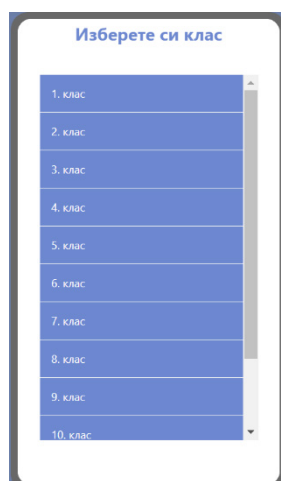 Изберете си клас
1. клас
2. клас
3. клас
4. клас
5. клас
6. клас
7. клас
8. клас
9. клас
10. клас